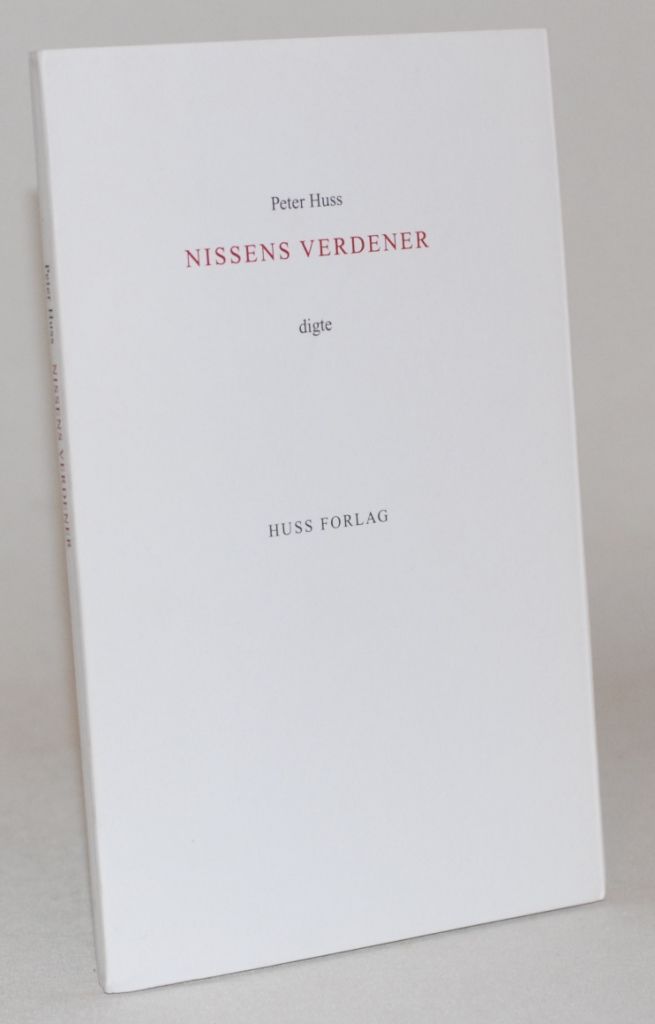 Peter Huss
NISSENS VERDENER
digte
HUSS FORLAG
Peter Huss NISSENS VERDENER